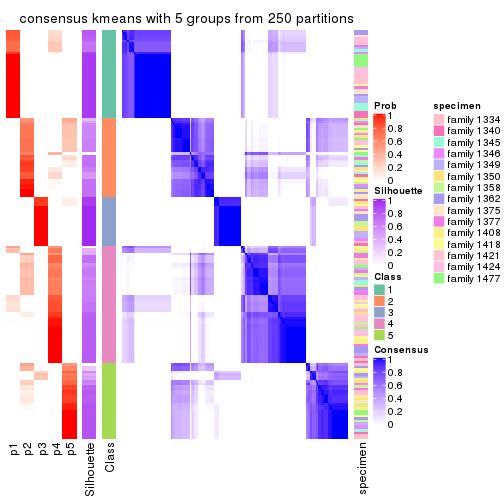 consensus kmeans with 5 groups from 250 partitions
p1
p2
p3
p4
p5
Silhouette
Class
specimen
Prob
1
0.8
0.6
0.4
0.2
0
Silhouette
1
0.8
0.6
0.4
0.2
0
Class
1
2
3
4
5
Consensus
1
0.8
0.6
0.4
0.2
0
specimen
family 1334
family 1340
family 1345
family 1346
family 1349
family 1350
family 1358
family 1362
family 1375
family 1377
family 1408
family 1418
family 1421
family 1424
family 1477